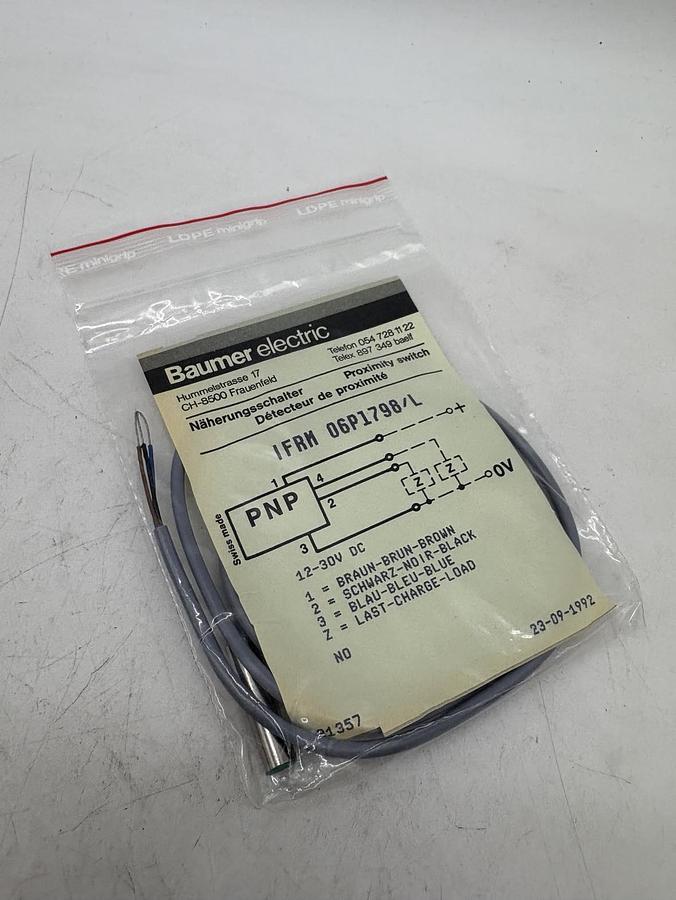 E minigrip LDPE minigrip LDPE minigrip
Baumer electric
Hummelstrasse 17
CH-8500 Frauenfeld
Telefon 054 728 11 22
Telex 897 349 baelf
Näherungsschalter Proximity switch
Détecteur de proximité
IFRM 06P1798/L
+
1
4
Z Z
PNP
2
0V
3
Swiss made
12-30V DC
1 = BRAUN-BRUN-BROWN
2 = SCHWARZ-NOIR-BLACK
3 = BLAU-BLEU-BLUE
Z = LAST-CHARGE-LOAD
NO
23-09-1992
1357